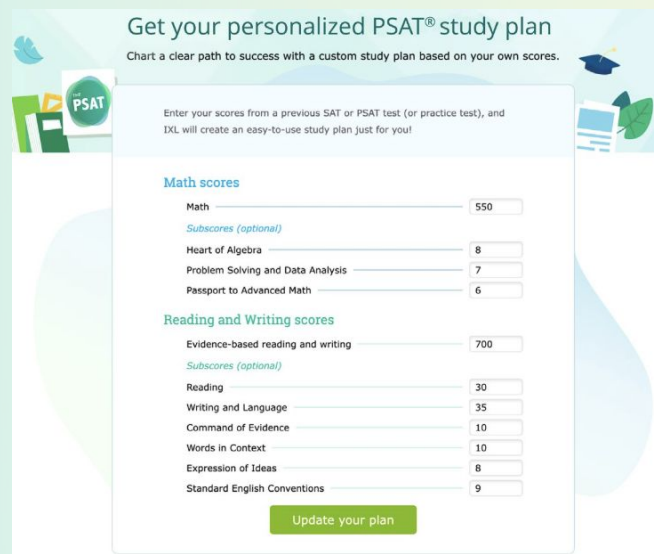 Get your personalized PSAT® study plan
Chart a clear path to success with a custom study plan based on your own scores.
THE
PSAT
Enter your scores from a previous SAT or PSAT test (or practice test), and
IXL will create an easy-to-use study plan just for you!
Math scores
Math 550
Subscores (optional)
Heart of Algebra 8
Problem Solving and Data Analysis 7
Passport to Advanced Math 6
Reading and Writing scores
Evidence-based reading and writing 700
Subscores (optional)
Reading 30
Writing and Language 35
Command of Evidence 10
Words in Context 10
Expression of Ideas 8
Standard English Conventions 9
Update your plan